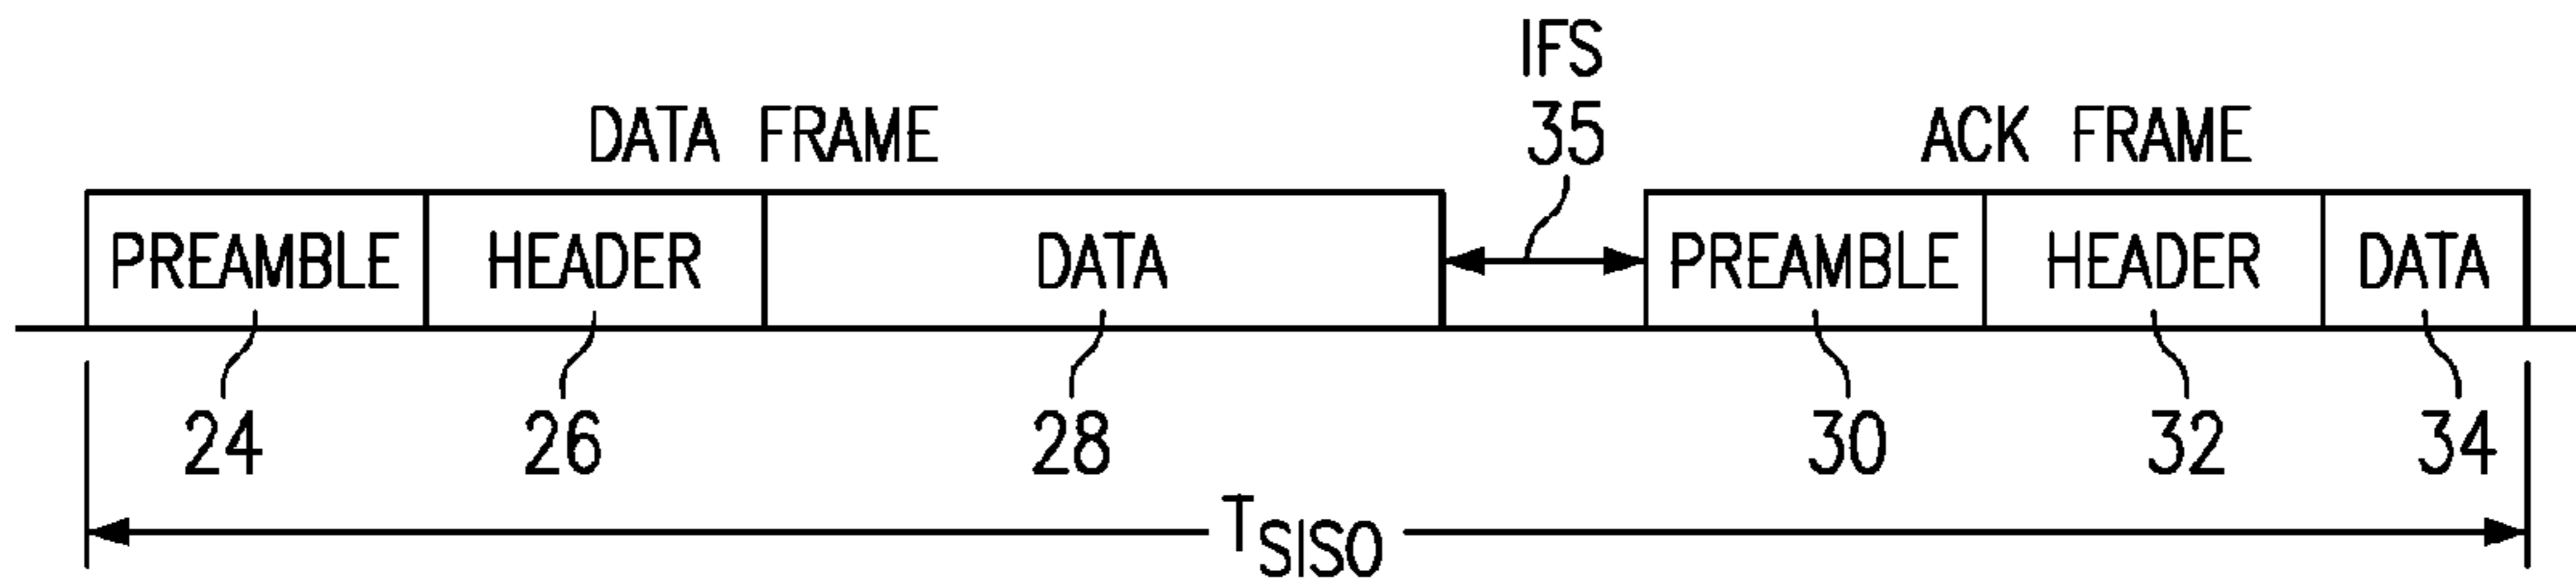 IFS
DATA FRAME 35 ACK FRAME
PREAMBLE HEADER DATA PREAMBLE HEADER DATA
24 26 28 30 32 34
TSISO